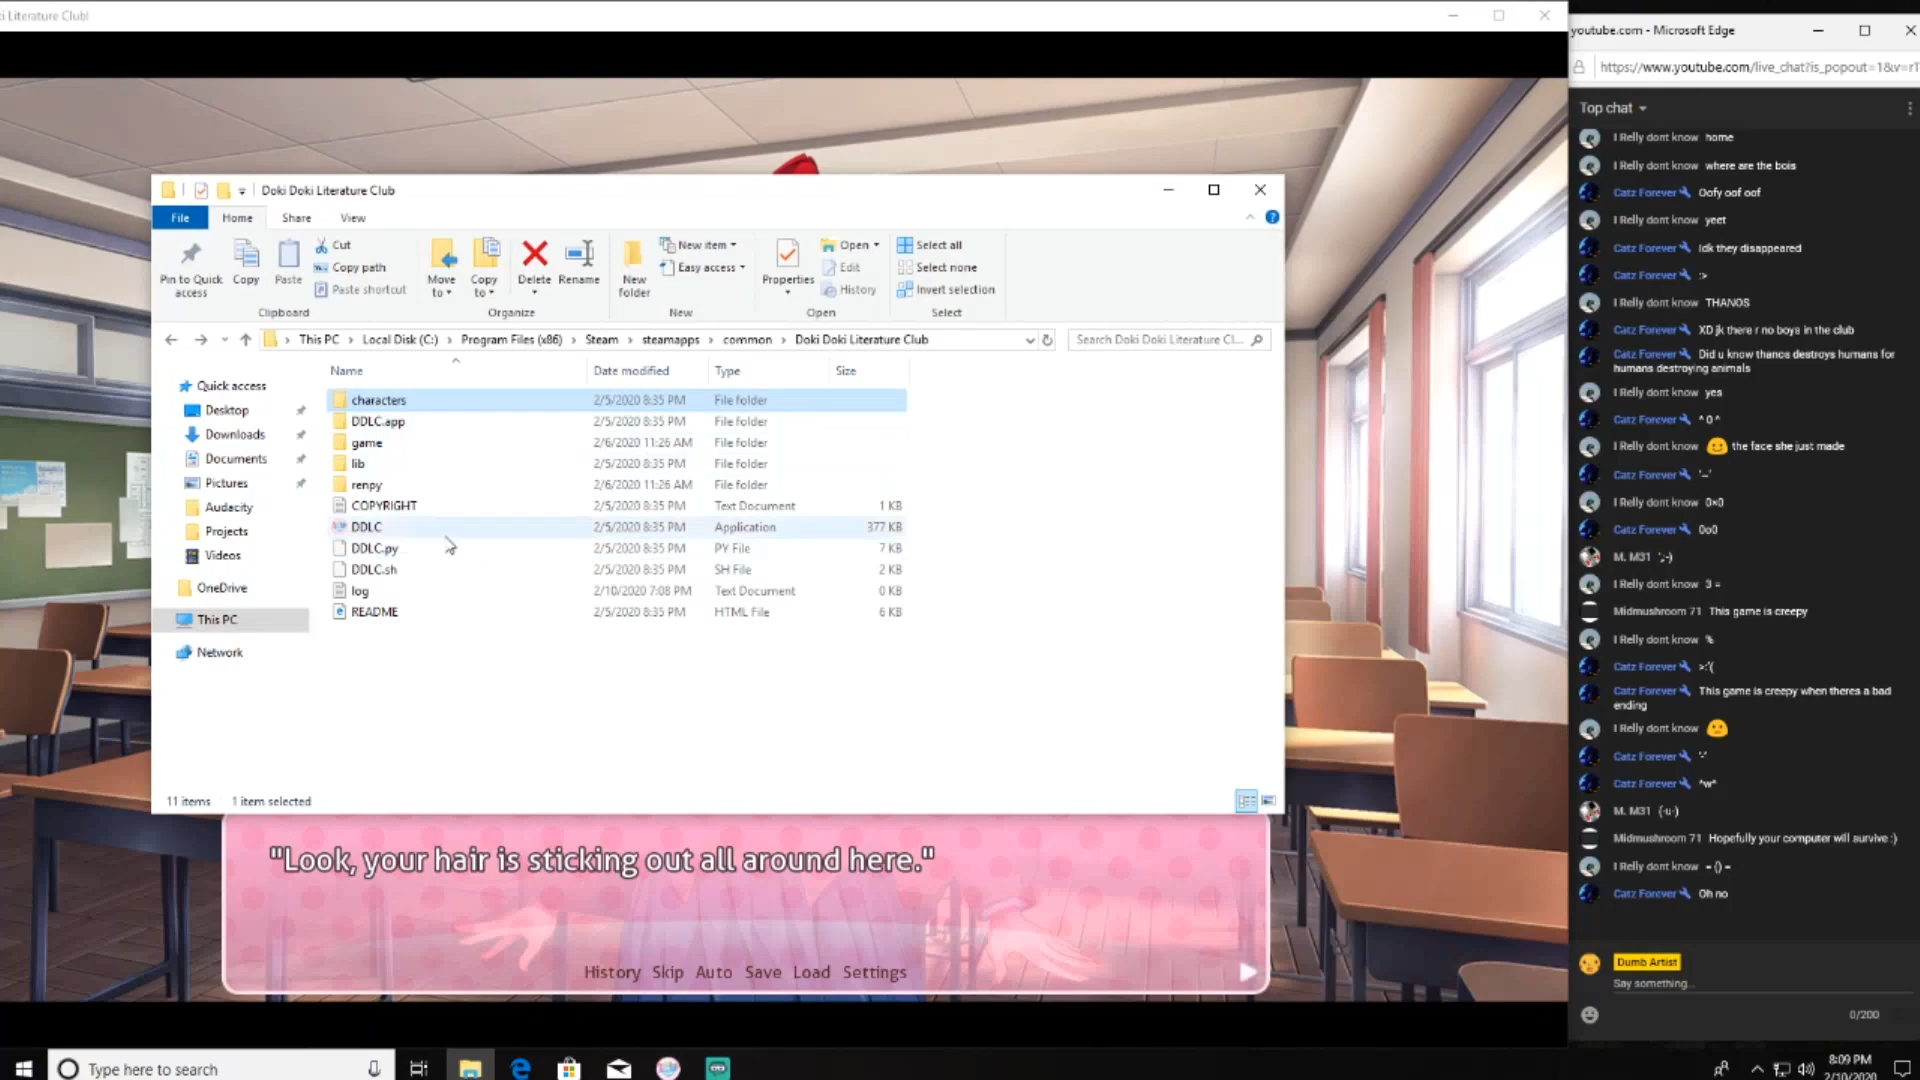 i Literature Club!
youtube.com - Microsoft Edge
https://www.youtube.com/live_chat?is_popout=1&v=rT
Doki Doki Literature Club
File Home Share View
Pin to Quick access
Copy
Paste
Cut
Copy path
Paste shortcut
Clipboard
Move to
Copy to
Delete
Rename
Organize
New folder
New item
Easy access
New
Properties
Open
Edit
History
Open
Select all
Select none
Invert selection
Select
This PC Local Disk (C:) Program Files (x86) Steam steamapps common Doki Doki Literature Club
Search Doki Doki Literature Cl...
Quick access
Desktop
Downloads
Documents
Pictures
Audacity
Projects
Videos
OneDrive
This PC
Network
Name Date modified Type Size
characters 2/5/2020 8:35 PM File folder
DDLC.app 2/5/2020 8:35 PM File folder
game 2/6/2020 11:26 AM File folder
lib 2/5/2020 8:35 PM File folder
renpy 2/6/2020 11:26 AM File folder
COPYRIGHT 2/5/2020 8:35 PM Text Document 1 KB
DDLC 2/5/2020 8:35 PM Application 377 KB
DDLC.py 2/5/2020 8:35 PM PY File 7 KB
DDLC.sh 2/5/2020 8:35 PM SH File 2 KB
log 2/10/2020 7:08 PM Text Document 0 KB
README 2/5/2020 8:35 PM HTML File 6 KB
11 items 1 item selected
"Look, your hair is sticking out all around here."
History Skip Auto Save Load Settings
Top chat
I Relly dont know home
I Relly dont know where are the bois
Catz Forever Oofy oof oof
I Relly dont know yeet
Catz Forever Idk they disappeared
Catz Forever :>
I Relly dont know THANOS
Catz Forever XD jk there r no boys in the club
Catz Forever Did u know thanos destroys humans for
humans destroying animals
I Relly dont know yes
Catz Forever ^0^
I Relly dont know the face she just made
Catz Forever '-'
I Relly dont know 0×0
Catz Forever 0o0
M. M31 ';-)
I Relly dont know 3 =
Midmushroom 71 This game is creepy
I Relly dont know %
Catz Forever >:'(
Catz Forever This game is creepy when theres a bad
ending
I Relly dont know
Catz Forever
Catz Forever ^w^
M. M31 (-u-)
Midmushroom 71 Hopefully your computer will survive :)
I Relly dont know = () =
Catz Forever Oh no
Dumb Artist
Say something...
0/200
Type here to search
8:09 PM
2/10/2020